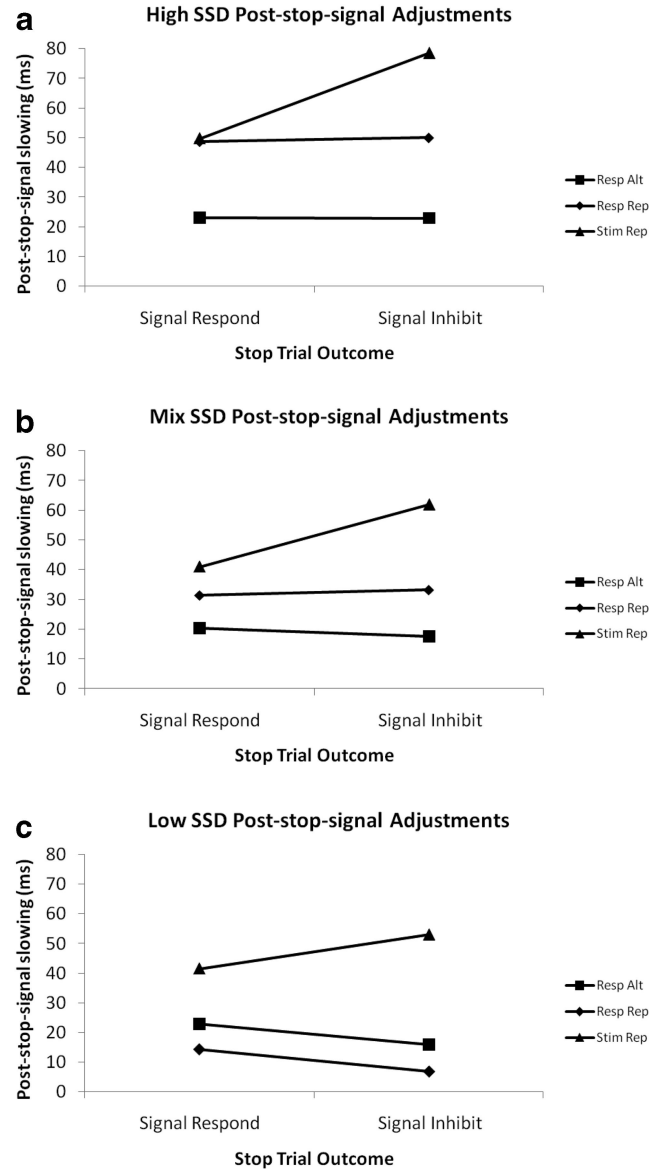 a
High SSD Post-stop-signal Adjustments
Post-stop-signal slowing (ms)
80
70
60
50
40
30
20
10
0
Signal Respond
Signal Inhibit
Stop Trial Outcome
Resp Alt
Resp Rep
Stim Rep
b
Mix SSD Post-stop-signal Adjustments
Post-stop-signal slowing (ms)
80
70
60
50
40
30
20
10
0
Signal Respond
Signal Inhibit
Stop Trial Outcome
Resp Alt
Resp Rep
Stim Rep
c
Low SSD Post-stop-signal Adjustments
Post-stop-signal slowing (ms)
80
70
60
50
40
30
20
10
0
Signal Respond
Signal Inhibit
Stop Trial Outcome
Resp Alt
Resp Rep
Stim Rep